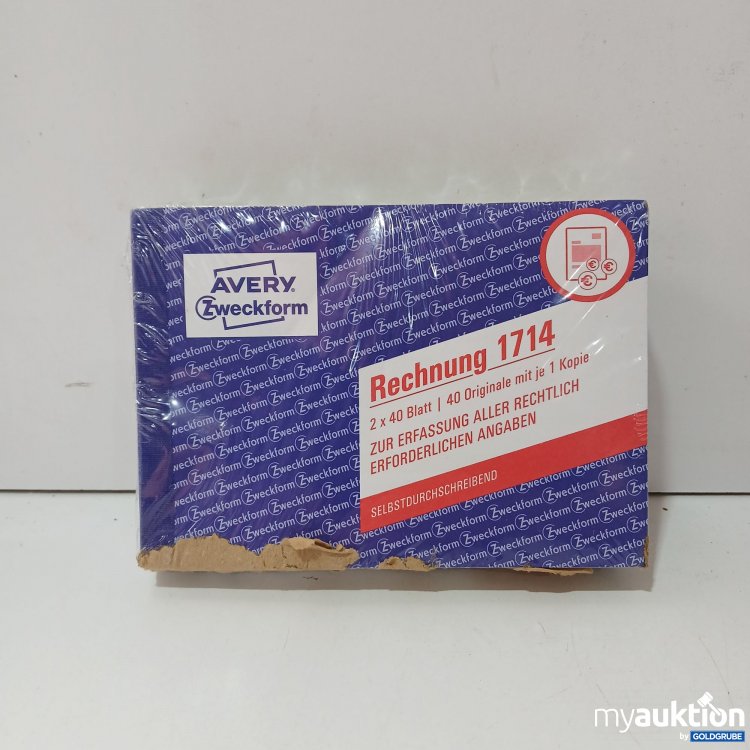 AVERY
Zweckform
Rechnung 1714
2 x 40 Blatt | 40 Originale mit je 1 Kopie
ZUR ERFASSUNG ALLER RECHTLICH
ERFORDERLICHEN ANGABEN
SELBSTDURCHSCHREIBEND
myauktion
by GOLDGRUBE